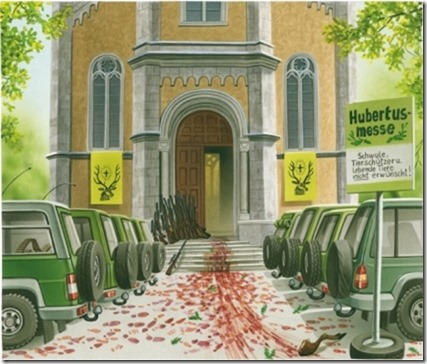 Hubertus-
messe
Schwule,
Tierschützer u.
lebende Tiere
nicht erwünscht!